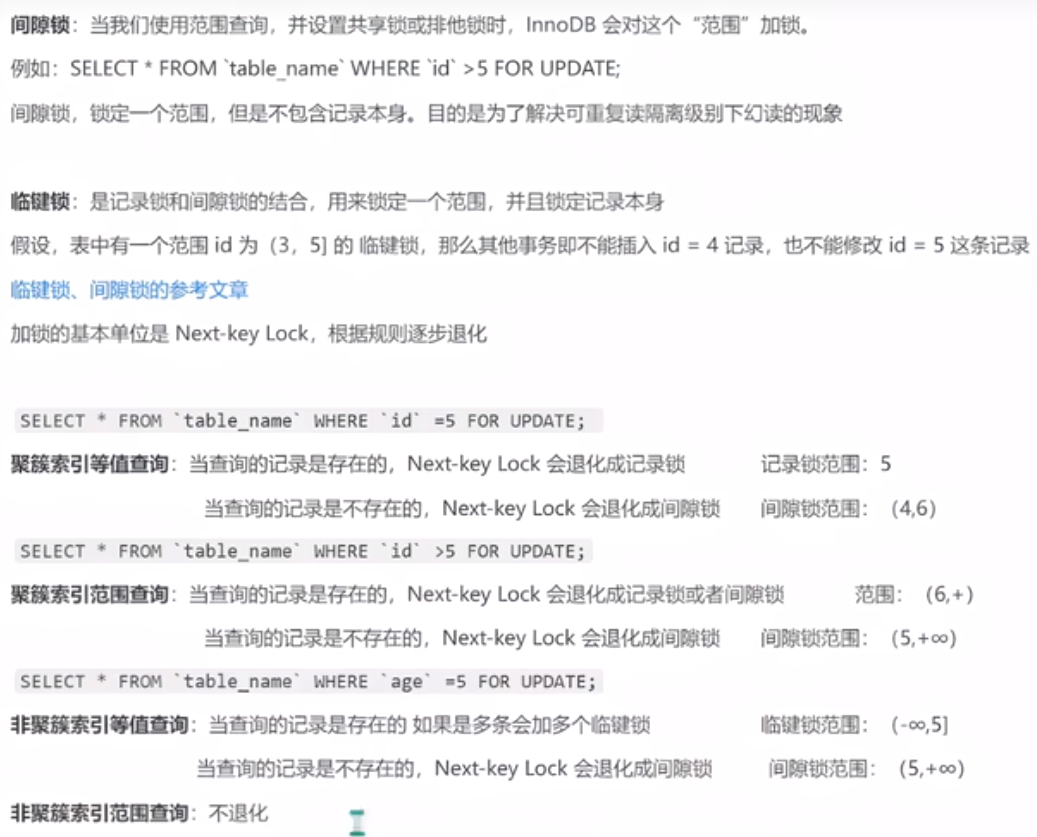 间隙锁：当我们使用范围查询，并设置共享锁或排他锁时，InnoDB 会对这个“范围”加锁。
例如：SELECT * FROM `table_name` WHERE `id` >5 FOR UPDATE;
间隙锁，锁定一个范围，但是不包含记录本身。目的是为了解决可重复读隔离级别下幻读的现象
临键锁：是记录锁和间隙锁的结合，用来锁定一个范围，并且锁定记录本身
假设，表中有一个范围 id 为（3，5] 的 临键锁，那么其他事务即不能插入 id = 4 记录，也不能修改 id = 5 这条记录
临键锁、间隙锁的参考文章
加锁的基本单位是 Next-key Lock，根据规则逐步退化
SELECT * FROM `table_name` WHERE `id` =5 FOR UPDATE;
聚簇索引等值查询：当查询的记录是存在的，Next-key Lock 会退化成记录锁 记录锁范围：5
当查询的记录是不存在的，Next-key Lock 会退化成间隙锁 间隙锁范围：（4,6）
SELECT * FROM `table_name` WHERE `id` >5 FOR UPDATE;
聚簇索引范围查询：当查询的记录是存在的，Next-key Lock 会退化成记录锁或者间隙锁 范围：（6,+）
当查询的记录是不存在的，Next-key Lock 会退化成间隙锁 间隙锁范围：（5,+∞）
SELECT * FROM `table_name` WHERE `age` =5 FOR UPDATE;
非聚簇索引等值查询：当查询的记录是存在的 如果是多条会加多个临键锁 临键锁范围：（-∞,5]
当查询的记录是不存在的，Next-key Lock 会退化成间隙锁 间隙锁范围：（5,+∞）
非聚簇索引范围查询：不退化